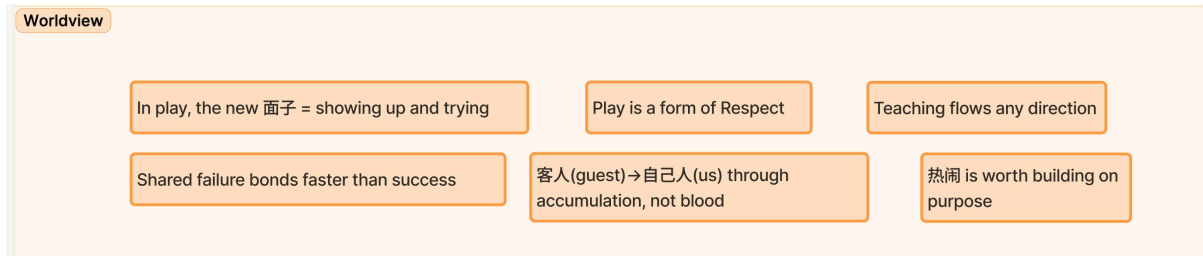 Worldview
In play, the new 面子 = showing up and trying
Play is a form of Respect
Teaching flows any direction
Shared failure bonds faster than success
客人(guest)→自己人(us) through
accumulation, not blood
热闹 is worth building on
purpose